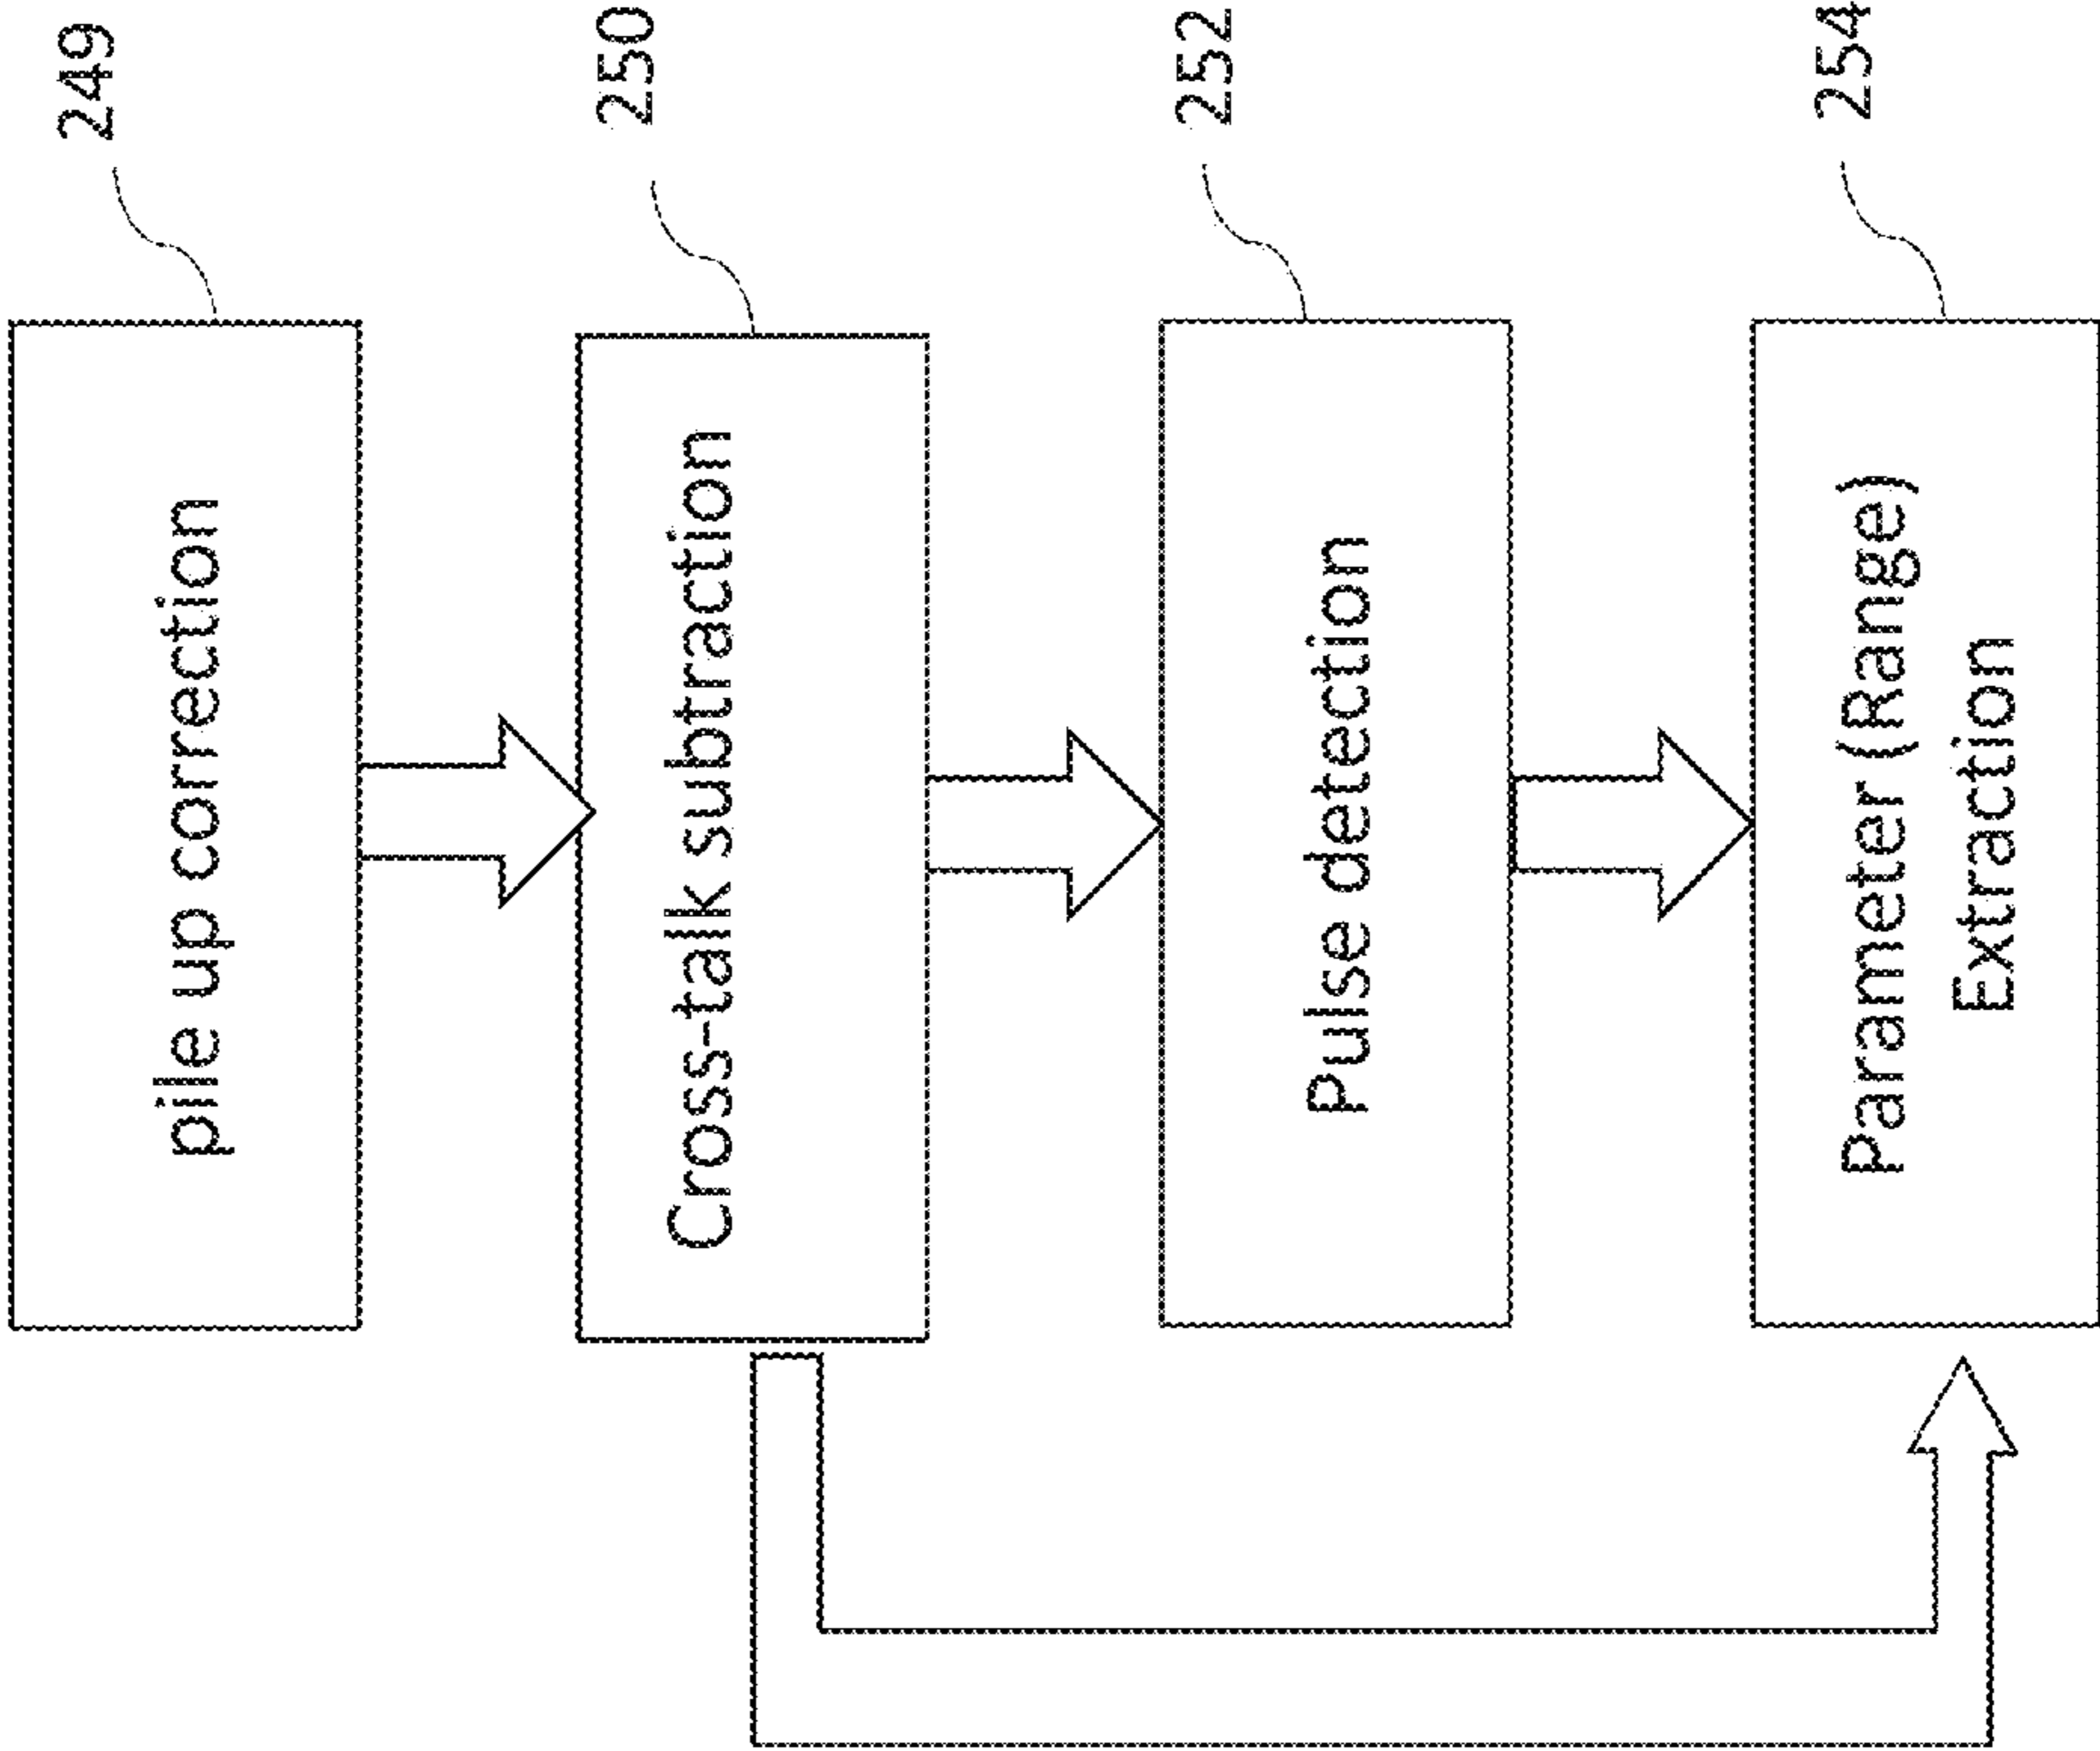 249
pile up correction
250
Cross-talk subtraction
252
Pulse detection
254
Parameter (Range)
Extraction